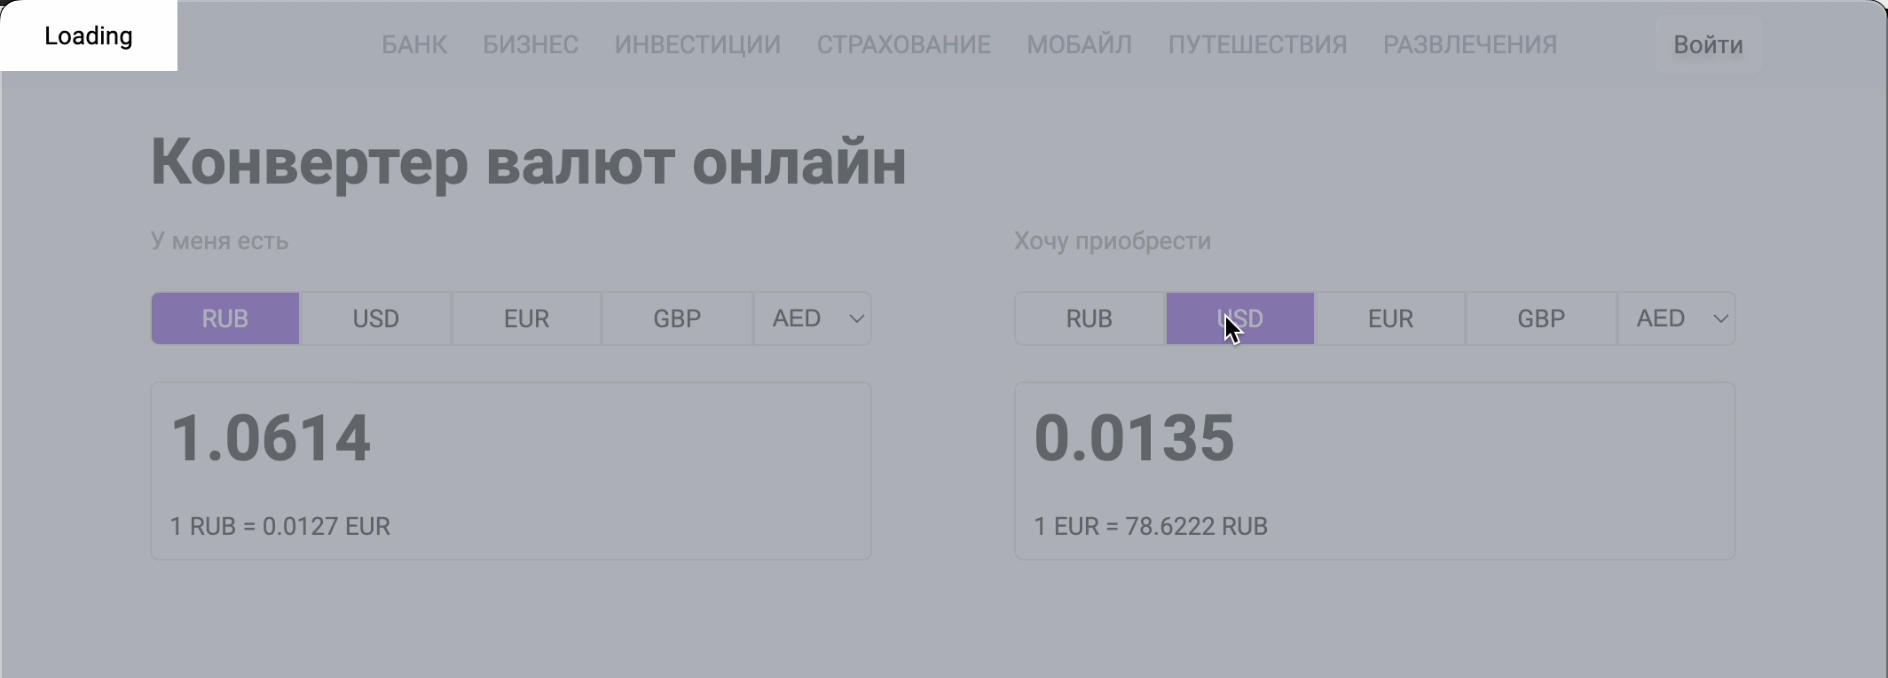 Loading
БАНК БИЗНЕС ИНВЕСТИЦИИ СТРАХОВАНИЕ МОБАЙЛ ПУТЕШЕСТВИЯ РАЗВЛЕЧЕНИЯ Войти
Конвертер валют онлайн
У меня есть
RUB USD EUR GBP AED
1.0614
1 RUB = 0.0127 EUR
Хочу приобрести
RUB USD EUR GBP AED
0.0135
1 EUR = 78.6222 RUB